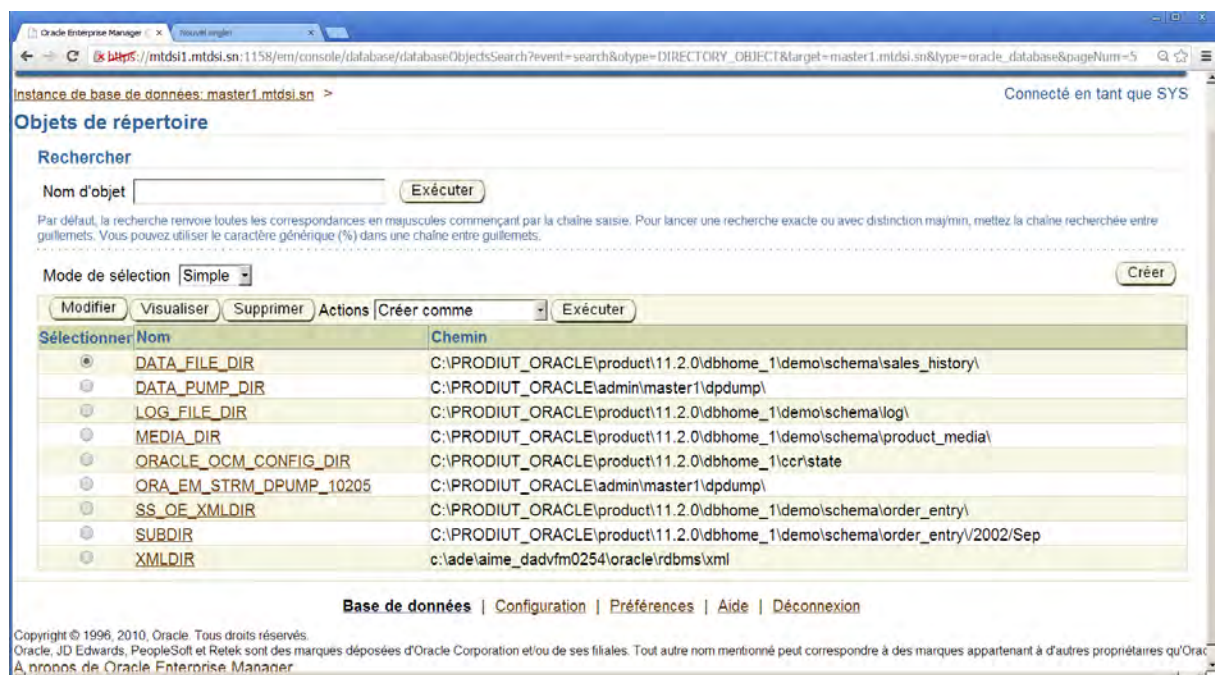 Oracle Enterprise Manager (
Nouvel onglet
https://mtdsi1.mtdsi.sn:1158/em/console/database/databaseObjectsSearch?event=search&otype=DIRECTORY_OBJECT&target=master1.mtdsi.sn&type=oracle_database&pageNum=5
Instance de base de données: master1.mtdsi.sn >
Connecté en tant que SYS
Objets de répertoire
Rechercher
Nom d'objet Exécuter
Par défaut, la recherche renvoie toutes les correspondances en majuscules commençant par la chaîne saisie. Pour lancer une recherche exacte ou avec distinction maj/min, mettez la chaîne recherchée entre
guillemets. Vous pouvez utiliser le caractère générique (%) dans une chaîne entre guillemets.
Mode de sélection Simple
Créer
Modifier Visualiser Supprimer Actions Créer comme Exécuter
Sélectionner Nom Chemin
DATA_FILE_DIR C:\PRODIUT_ORACLE\product\11.2.0\dbhome_1\demo\schema\sales_history\
DATA_PUMP_DIR C:\PRODIUT_ORACLE\admin\master1\dpdump\
LOG_FILE_DIR C:\PRODIUT_ORACLE\product\11.2.0\dbhome_1\demo\schema\log\
MEDIA_DIR C:\PRODIUT_ORACLE\product\11.2.0\dbhome_1\demo\schema\product_media\
ORACLE_OCM_CONFIG_DIR C:\PRODIUT_ORACLE\product\11.2.0\dbhome_1\ccr\state
ORA_EM_STRM_DPUMP_10205 C:\PRODIUT_ORACLE\admin\master1\dpdump\
SS_OE_XMLDIR C:\PRODIUT_ORACLE\product\11.2.0\dbhome_1\demo\schema\order_entry\
SUBDIR C:\PRODIUT_ORACLE\product\11.2.0\dbhome_1\demo\schema\order_entry\/2002/Sep
XMLDIR c:\ade\aime_dadvfm0254\oracle\rdbms\xml
Base de données | Configuration | Préférences | Aide | Déconnexion
Copyright © 1996, 2010, Oracle. Tous droits réservés.
Oracle, JD Edwards, PeopleSoft et Retek sont des marques déposées d'Oracle Corporation et/ou de ses filiales. Tout autre nom mentionné peut correspondre à des marques appartenant à d'autres propriétaires qu'Orac
A propos de Oracle Enterprise Manager